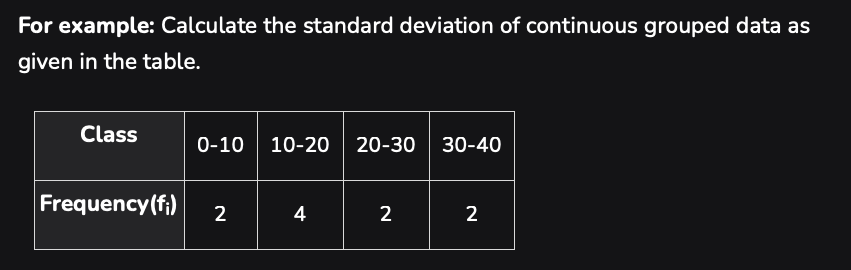 For example: Calculate the standard deviation of continuous grouped data as
given in the table.
Class 0-10 10-20 20-30 30-40
Frequency(fi) 2 4 2 2